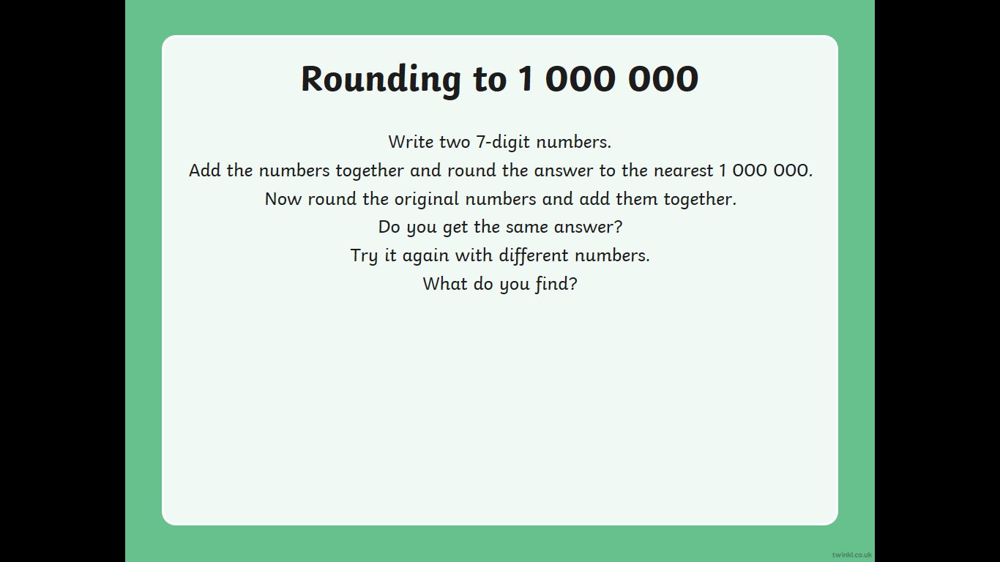 Rounding to 1 000 000
Write two 7-digit numbers.
Add the numbers together and round the answer to the nearest 1 000 000.
Now round the original numbers and add them together.
Do you get the same answer?
Try it again with different numbers.
What do you find?
twinkl.co.uk